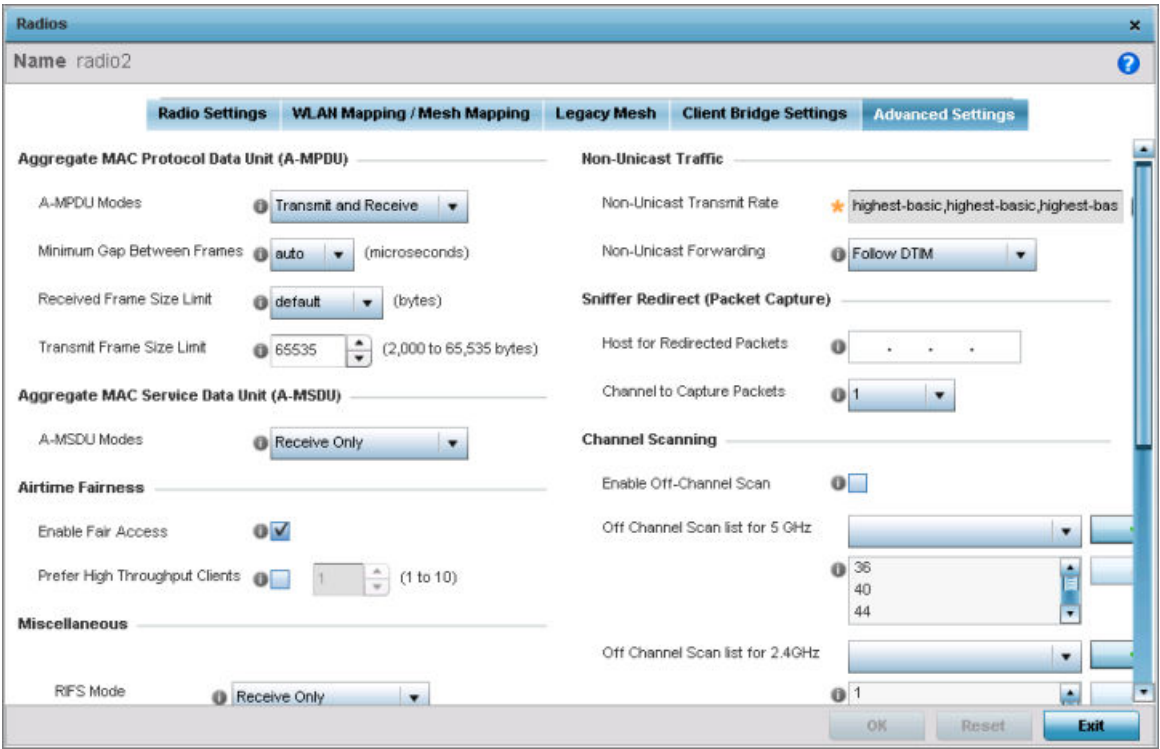 Radios
Name radio2
Radio Settings
WLAN Mapping / Mesh Mapping
Legacy Mesh
Client Bridge Settings
Advanced Settings
Aggregate MAC Protocol Data Unit (A-MPDU)
A-MPDU Modes
Transmit and Receive
Minimum Gap Between Frames
auto
(microseconds)
Received Frame Size Limit
default
(bytes)
Transmit Frame Size Limit
65535
(2,000 to 65,535 bytes)
Aggregate MAC Service Data Unit (A-MSDU)
A-MSDU Modes
Receive Only
Airtime Fairness
Enable Fair Access
Prefer High Throughput Clients
1
(1 to 10)
Miscellaneous
RIFS Mode
Receive Only
Non-Unicast Traffic
Non-Unicast Transmit Rate
highest-basic,highest-basic,highest-bas
Non-Unicast Forwarding
Follow DTIM
Sniffer Redirect (Packet Capture)
Host for Redirected Packets
. . .
Channel to Capture Packets
1
Channel Scanning
Enable Off-Channel Scan
Off Channel Scan list for 5 GHz
36
40
44
Off Channel Scan list for 2.4GHz
1
OK
Reset
Exit